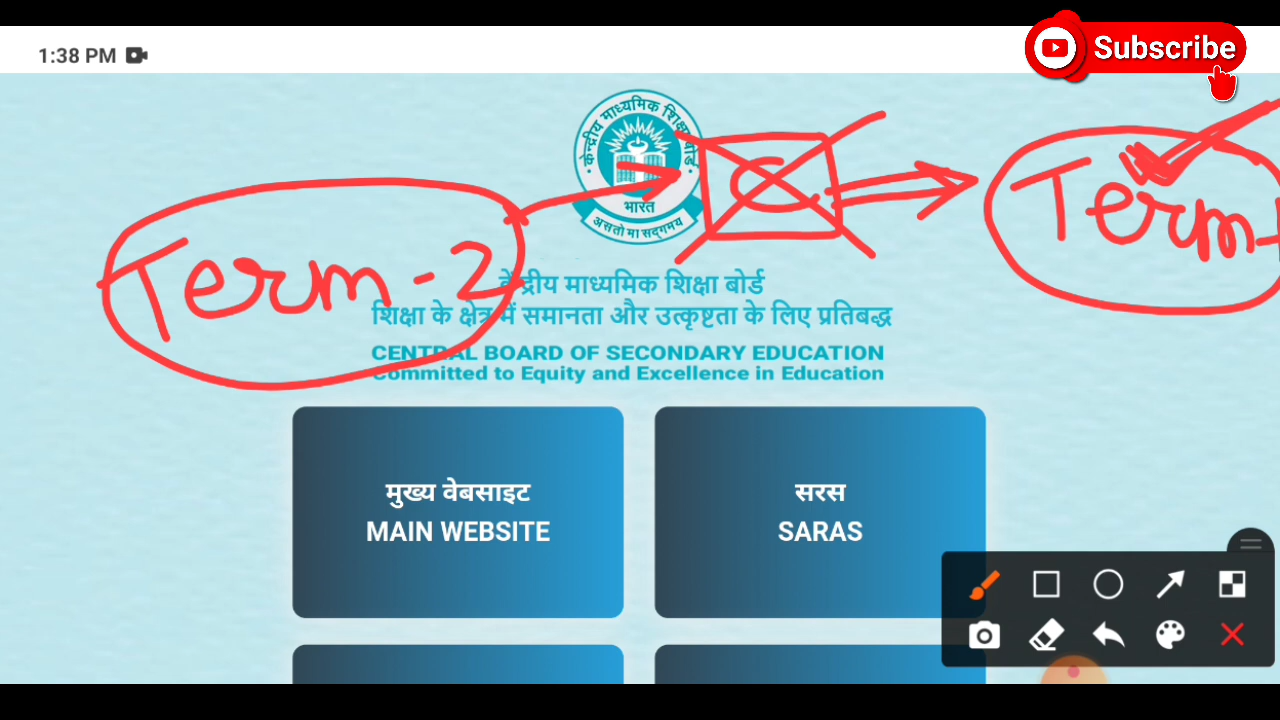 1:38 PM
Subscribe
केन्द्रीय माध्यमिक शिक्षा बोर्ड
भारत
असतो मा सद्गमय
C
Term-
Term-2
केंद्रीय माध्यमिक शिक्षा बोर्ड
शिक्षा के क्षेत्र में समानता और उत्कृष्टता के लिए प्रतिबद्ध
CENTRAL BOARD OF SECONDARY EDUCATION
Committed to Equity and Excellence in Education
मुख्य वेबसाइट
MAIN WEBSITE
सरस
SARAS